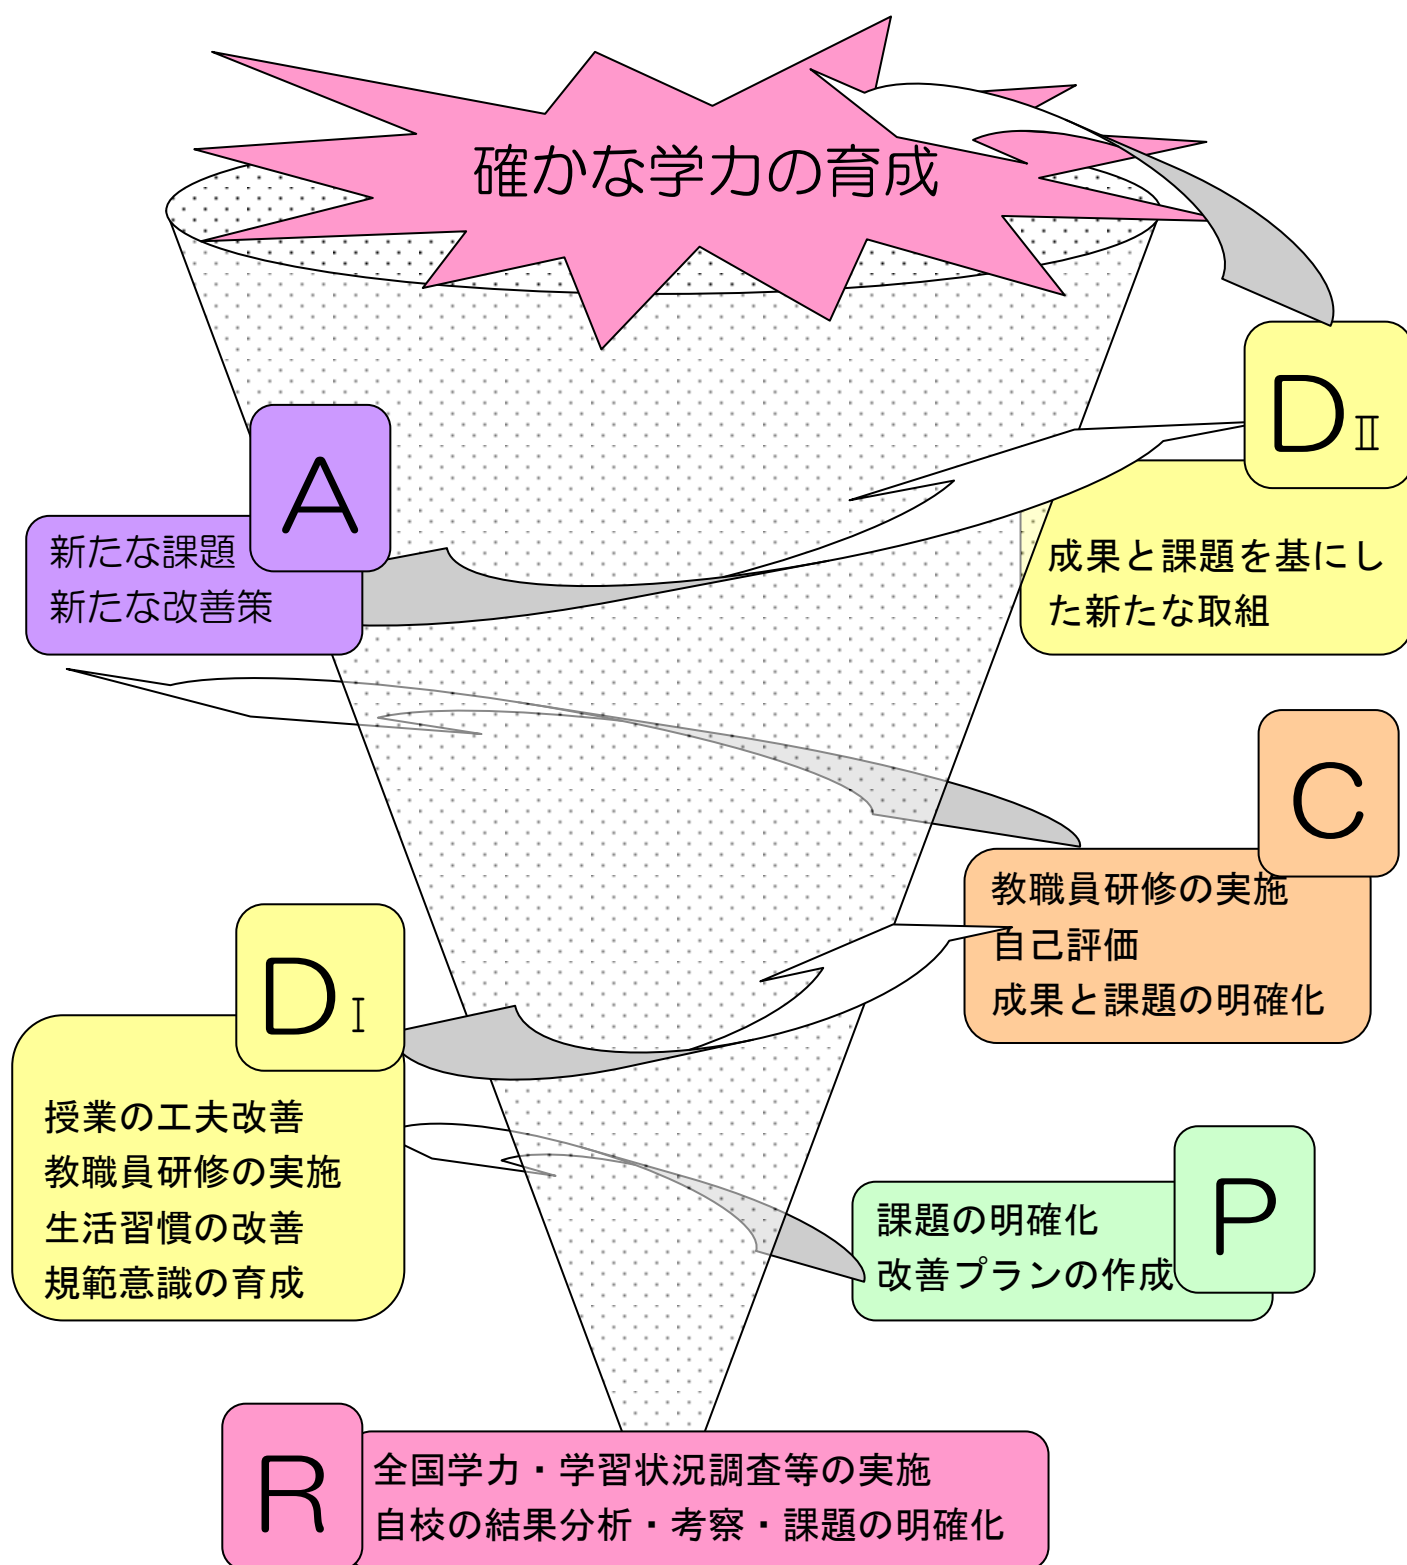 確かな学力の育成
DⅡ
成果と課題を基にし
た新たな取組
A
新たな課題
新たな改善策
C
教職員研修の実施
自己評価
成果と課題の明確化
DⅠ
授業の工夫改善
教職員研修の実施
生活習慣の改善
規範意識の育成
P
課題の明確化
改善プランの作成
R
全国学力・学習状況調査等の実施
自校の結果分析・考察・課題の明確化